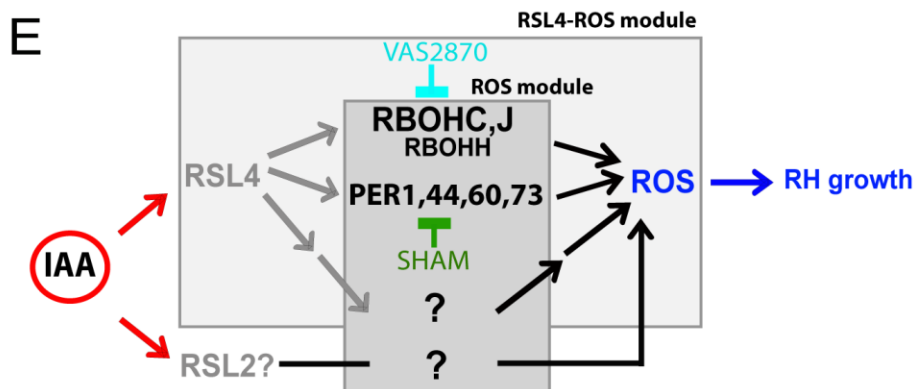 E
RSL4-ROS module
VAS2870
ROS module
RBOHC,J
RBOHH
RSL4
PER1,44,60,73
ROS
RH growth
IAA
SHAM
?
RSL2?
?